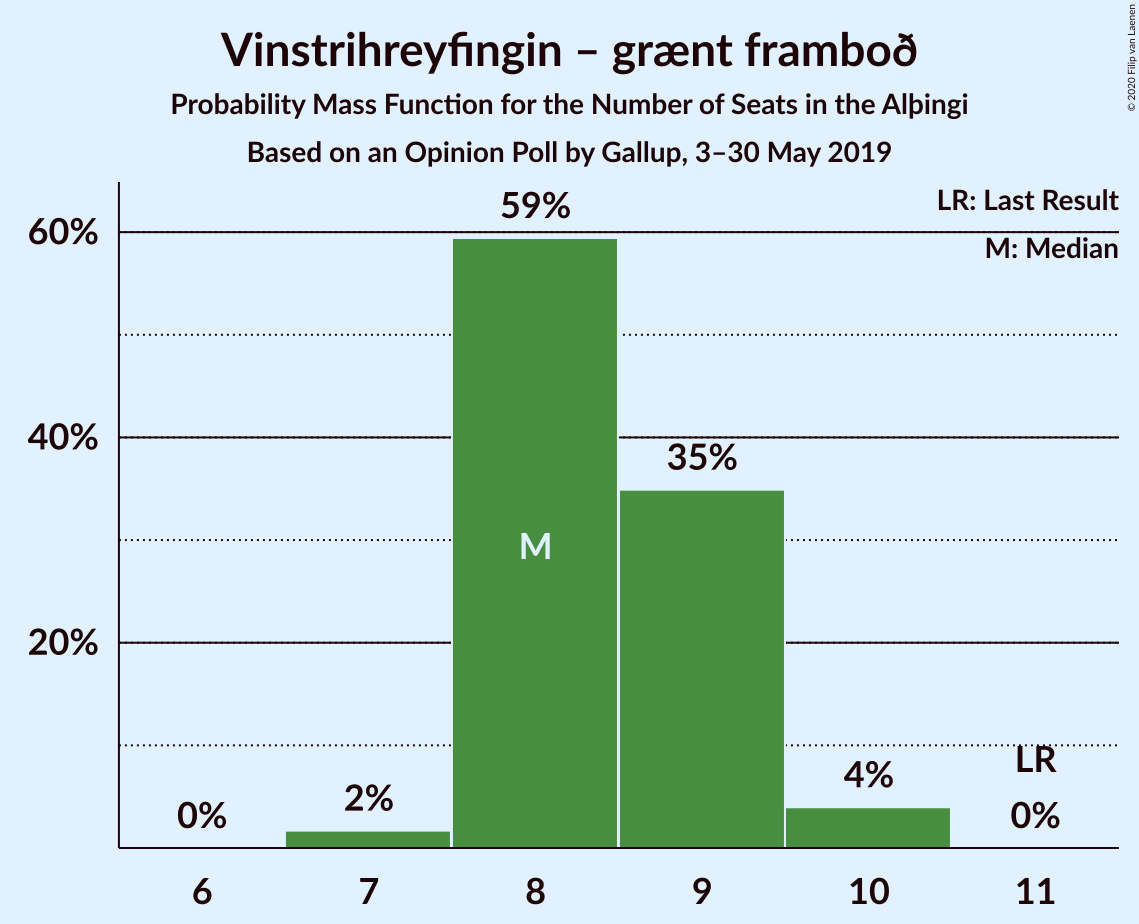 Vinstrihreyfingin – grænt framboð
Probability Mass Function for the Number of Seats in the Alþingi
Based on an Opinion Poll by Gallup, 3–30 May 2019
© 2020 Filip van Laenen
LR: Last Result
M: Median
60%
40%
20%
0%
2%
59%
M
35%
4%
LR
0%
6
7
8
9
10
11